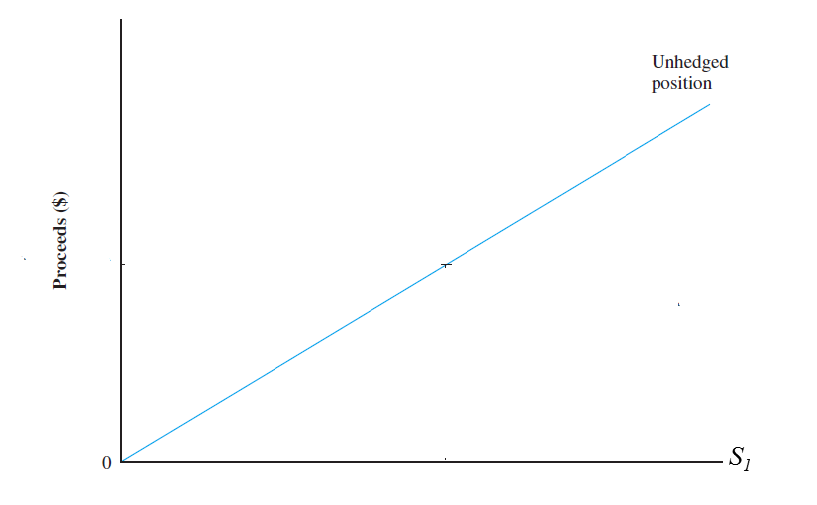 Unhedged
position
Proceeds ($)
0
S1